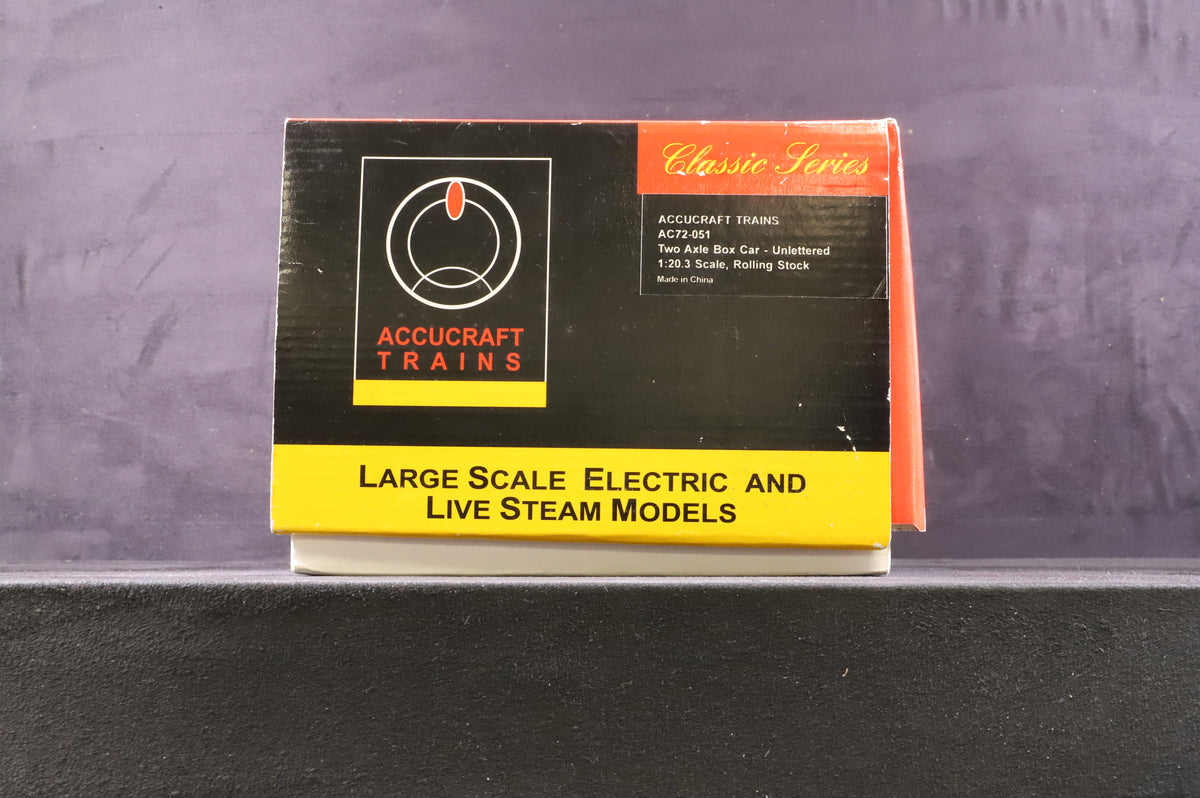 Classic Series
ACCUCRAFT TRAINS
AC72-051
Two Axle Box Car - Unlettered
1:20.3 Scale, Rolling Stock
Made in China
ACCUCRAFT
TRAINS
LARGE SCALE ELECTRIC AND
LIVE STEAM MODELS